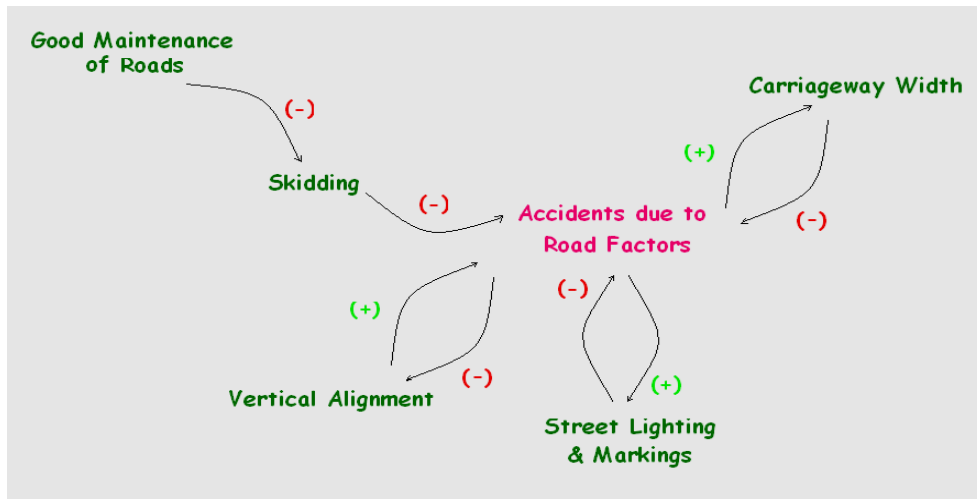 Good Maintenance
of Roads
(-)
Skidding
(-)
Carriageway Width
(+)
(-)
Accidents due to
Road Factors
(+)
(-)
Vertical Alignment
(-)
(+)
Street Lighting
& Markings